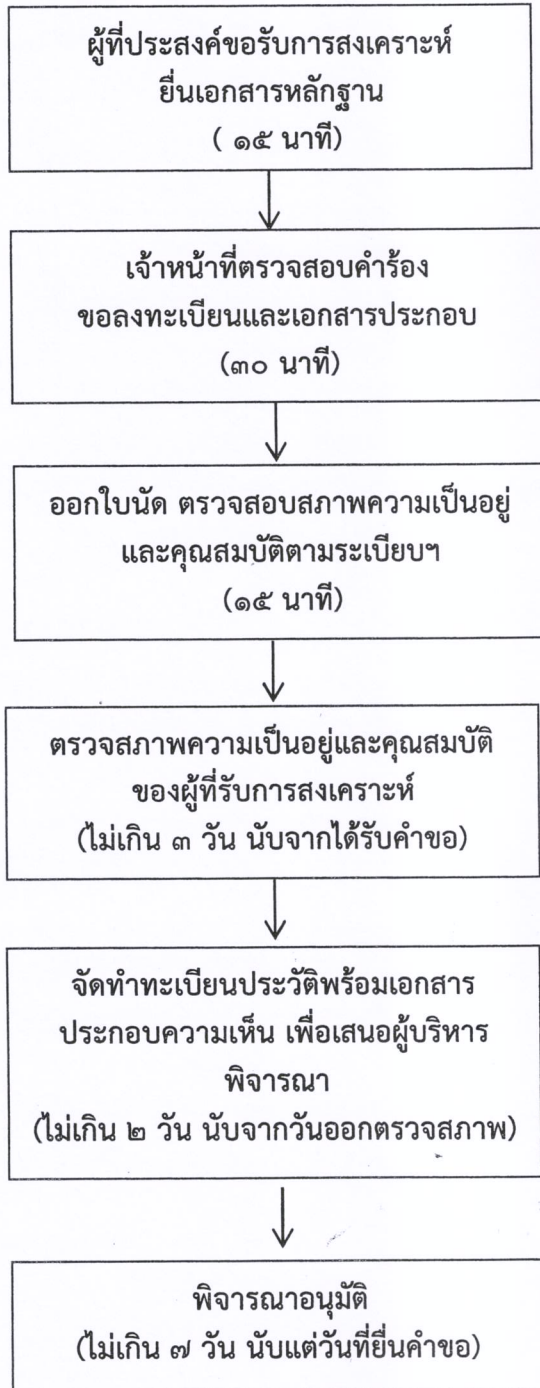 ผู้ที่ประสงค์ขอรับการสงเคราะห์
ยื่นเอกสารหลักฐาน
( ๑๕ นาที)
เจ้าหน้าที่ตรวจสอบคำร้อง
ขอลงทะเบียนและเอกสารประกอบ
(๓๐ นาที)
ออกใบนัด ตรวจสอบสภาพความเป็นอยู่
และคุณสมบัติตามระเบียบฯ
(๑๕ นาที)
ตรวจสภาพความเป็นอยู่และคุณสมบัติ
ของผู้ที่รับการสงเคราะห์
(ไม่เกิน ๓ วัน นับจากได้รับคำขอ)
จัดทำทะเบียนประวัติพร้อมเอกสาร
ประกอบความเห็น เพื่อเสนอผู้บริหาร
พิจารณา
(ไม่เกิน ๒ วัน นับจากวันออกตรวจสภาพ)
พิจารณาอนุมัติ
(ไม่เกิน ๗ วัน นับแต่วันที่ยื่นคำขอ)